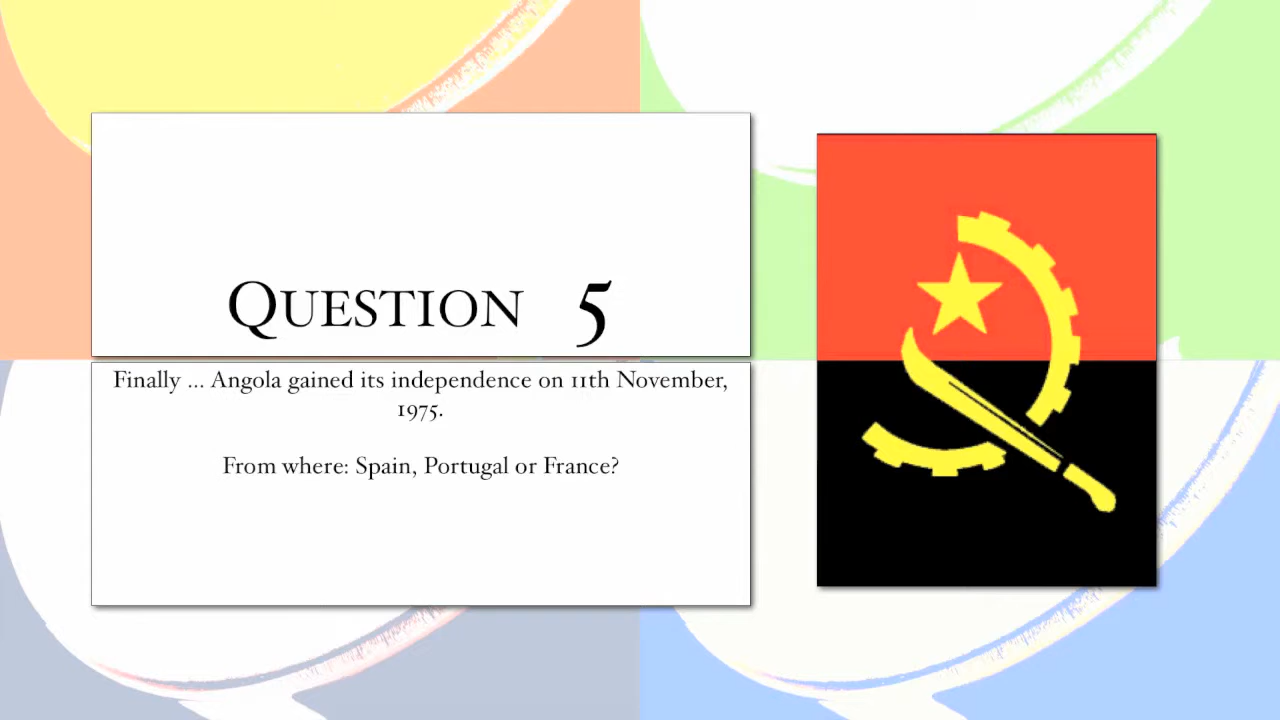 Question 5
Finally ... Angola gained its independence on 11th November,
1975.
From where: Spain, Portugal or France?